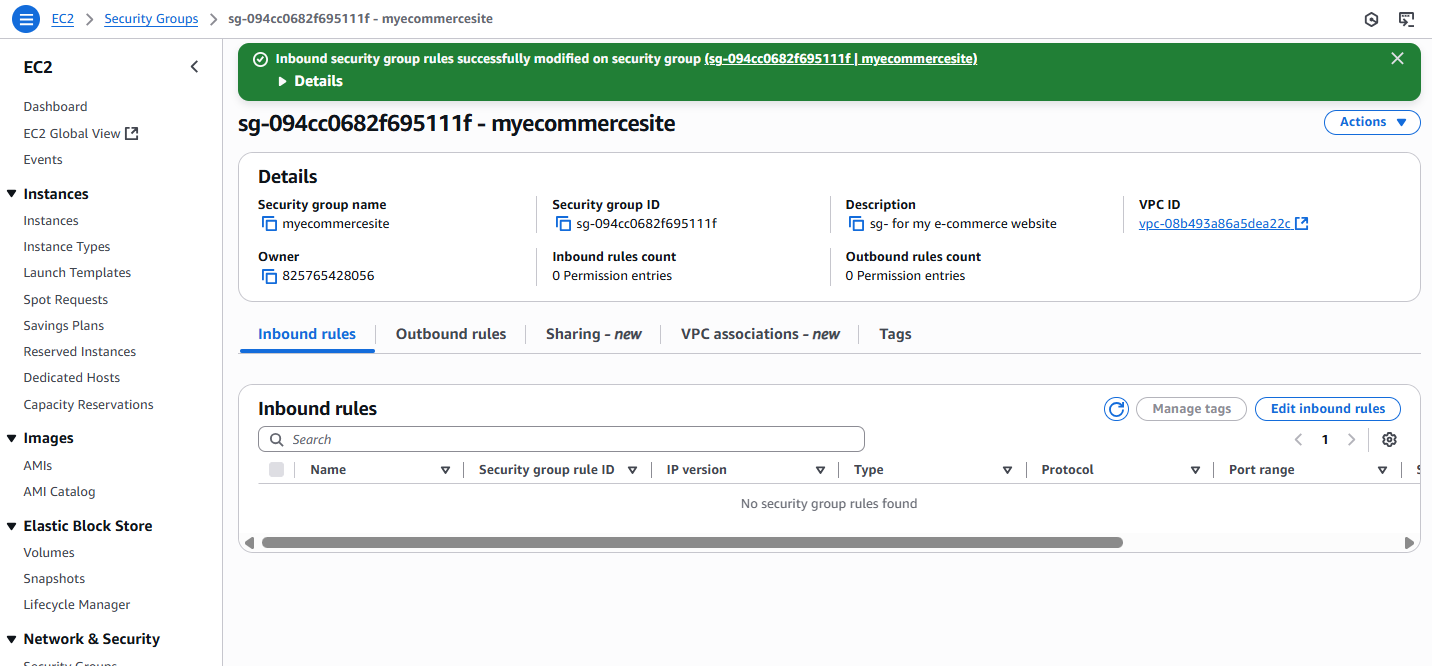 EC2 > Security Groups > sg-094cc0682f695111f - myecommercesite
EC2
Dashboard
EC2 Global View
Events
Instances
Instances
Instance Types
Launch Templates
Spot Requests
Savings Plans
Reserved Instances
Dedicated Hosts
Capacity Reservations
Images
AMIs
AMI Catalog
Elastic Block Store
Volumes
Snapshots
Lifecycle Manager
Network & Security
Security Groups
Inbound security group rules successfully modified on security group (sg-094cc0682f695111f | myecommercesite)
Details
sg-094cc0682f695111f - myecommercesite
Actions
Details
Security group name
myecommercesite
Security group ID
sg-094cc0682f695111f
Description
sg- for my e-commerce website
VPC ID
vpc-08b493a86a5dea22c
Owner
825765428056
Inbound rules count
0 Permission entries
Outbound rules count
0 Permission entries
Inbound rules Outbound rules Sharing - new VPC associations - new Tags
Inbound rules
Manage tags Edit inbound rules
Search
1
Name Security group rule ID IP version Type Protocol Port range
No security group rules found